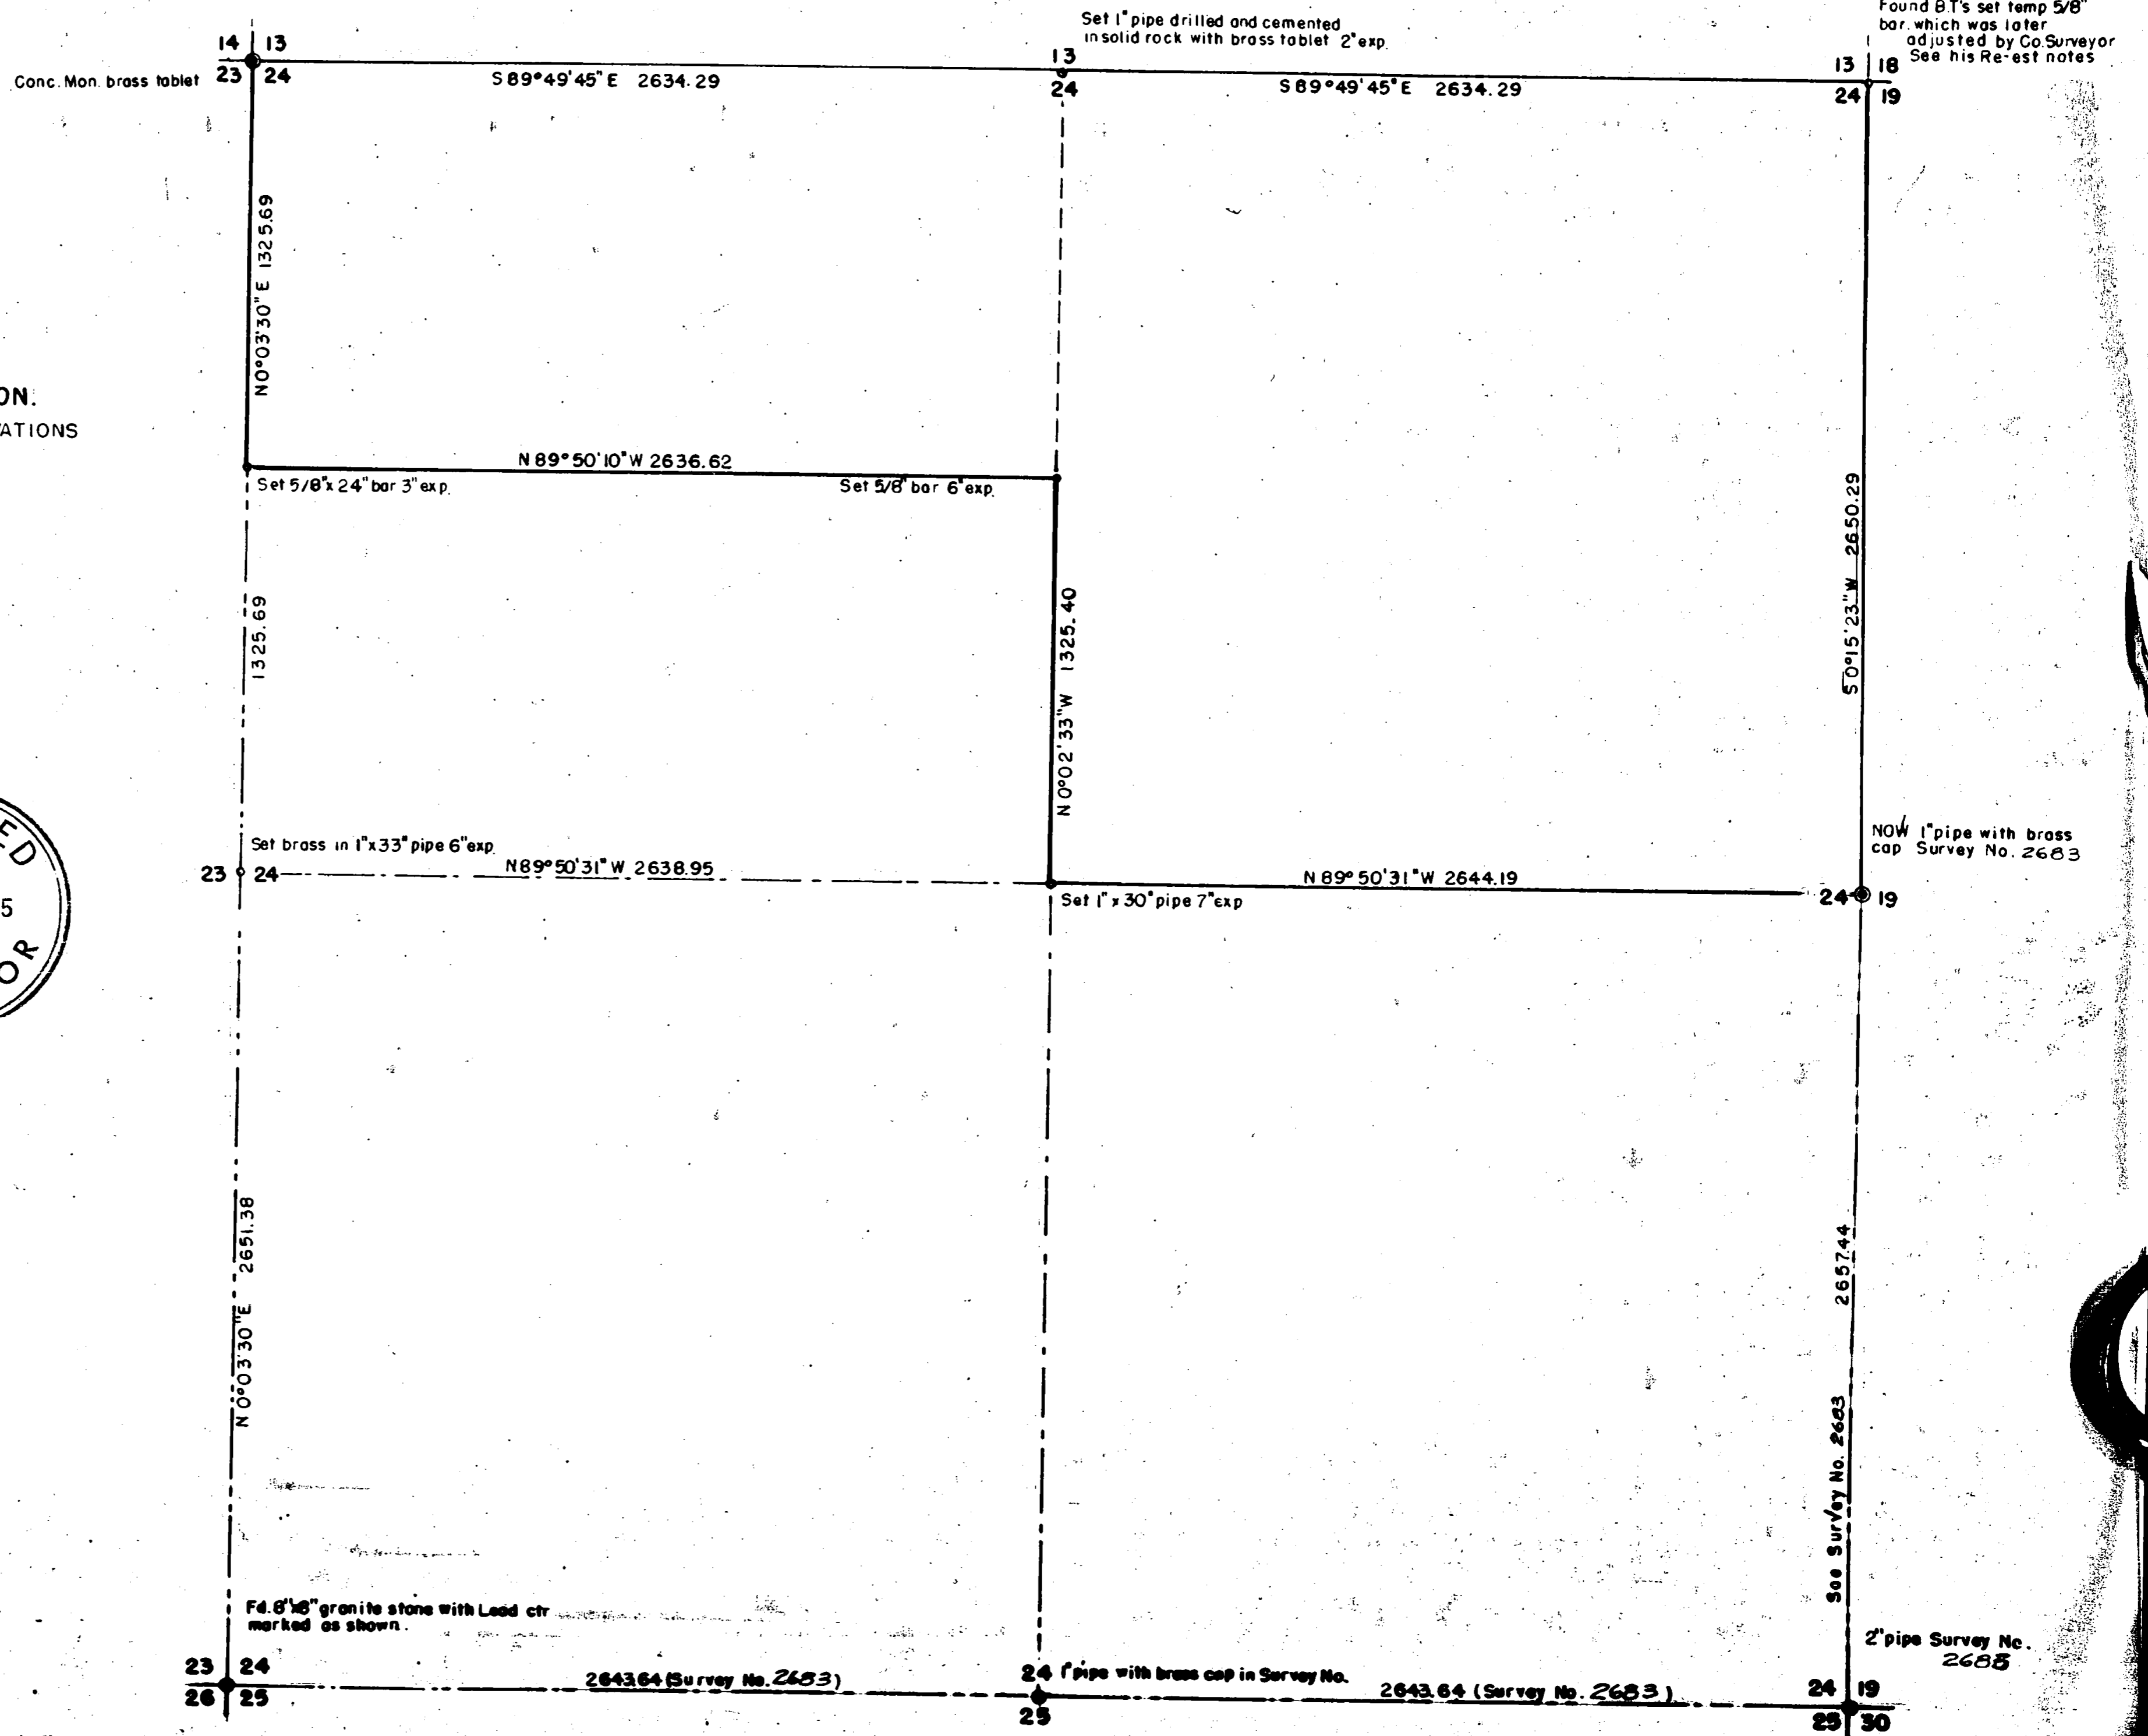 Set 1" pipe drilled and cemented
in solid rock with brass tablet 2" exp.
Found B.T's set temp 5/8"
bar. which was later
adjusted by Co. Surveyor
See his Re-est notes
14 13
23 24
Conc. Mon. brass tablet
S 89°49'45" E 2634.29
13
24
S 89°49'45" E 2634.29
13 18
24 19
N 0°03'30" E 1325.69
ON.
ATIONS
N 89°50'10" W 2636.62
Set 5/8" x 24" bar 3" exp.
Set 5/8" bar 6" exp.
S 0°15'23" W 2650.29
1325.69
N 0°02'33" W 1325.40
ED
5
OR
Set brass in 1" x 33" pipe 6" exp.
23 24
N 89°50'31" W 2638.95
Set 1" x 30" pipe 7" exp
N 89°50'31" W 2644.19
NOW 1" pipe with brass
cap Survey No. 2683
24 19
N 0°03'30" E 2651.38
2657.44
See Survey No. 2683
Fd. 8"x8" granite stone with Lead ctr
marked as shown.
23 24
26 25
2643.64 (Survey No. 2683)
24
25
1" pipe with brass cap in Survey No.
2643.64 (Survey No. 2683)
2" pipe Survey No.
2683
24 19
25 30